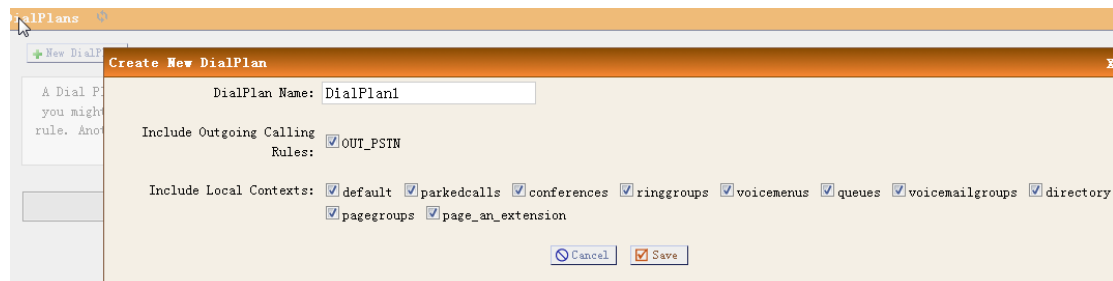 DialPlans
New DialP
Create New DialPlan
X
A Dial Pl
you might
rule. Anot
DialPlan Name: DialPlan1
Include Outgoing Calling
Rules:
OUT_PSTN
Include Local Contexts: default parkedcalls conferences ringgroups voicemenus queues voicemailgroups directory
pagegroups page_an_extension
Cancel Save